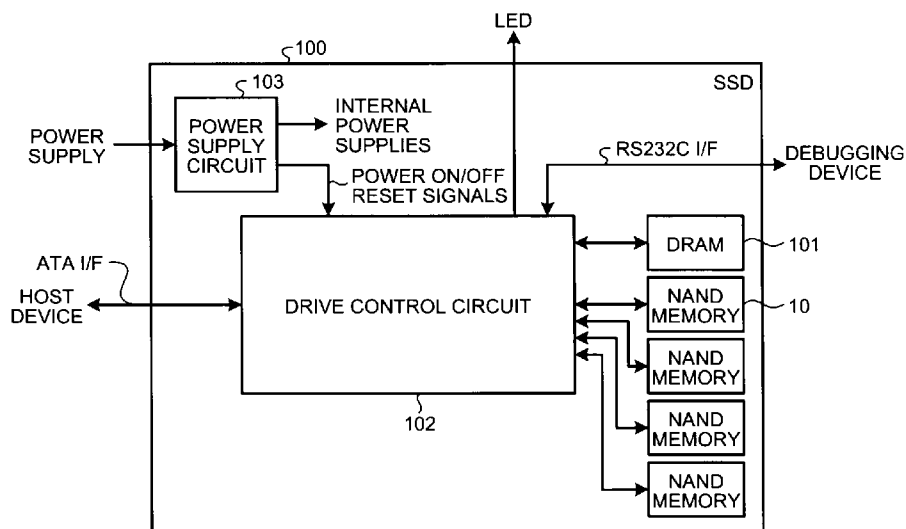 LED
100
SSD
103
POWER
SUPPLY
POWER
SUPPLY
CIRCUIT
INTERNAL
POWER
SUPPLIES
POWER ON/OFF
RESET SIGNALS
RS232C I/F
DEBUGGING
DEVICE
ATA I/F
HOST
DEVICE
DRIVE CONTROL CIRCUIT
102
DRAM
101
NAND
MEMORY
10
NAND
MEMORY
NAND
MEMORY
NAND
MEMORY